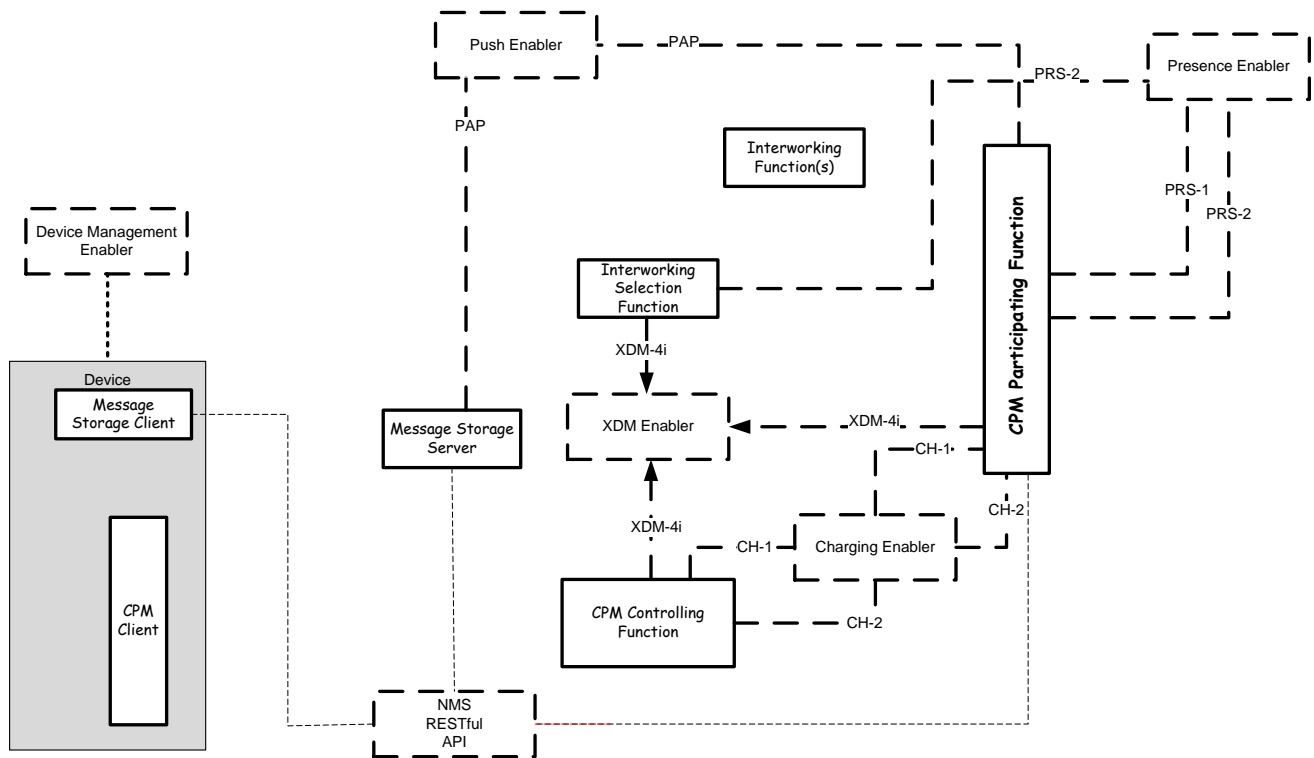 Push Enabler
PAP
Presence Enabler
PRS-2
PAP
Interworking
Function(s)
PRS-1
PRS-2
CPM Participating Function
Device Management
Enabler
Interworking
Selection
Function
XDM-4i
Device
Message
Storage Client
Message Storage
Server
XDM Enabler
XDM-4i
CH-1
CH-2
XDM-4i
CH-1
Charging Enabler
CPM
Client
CPM Controlling
Function
CH-2
NMS
RESTful
API